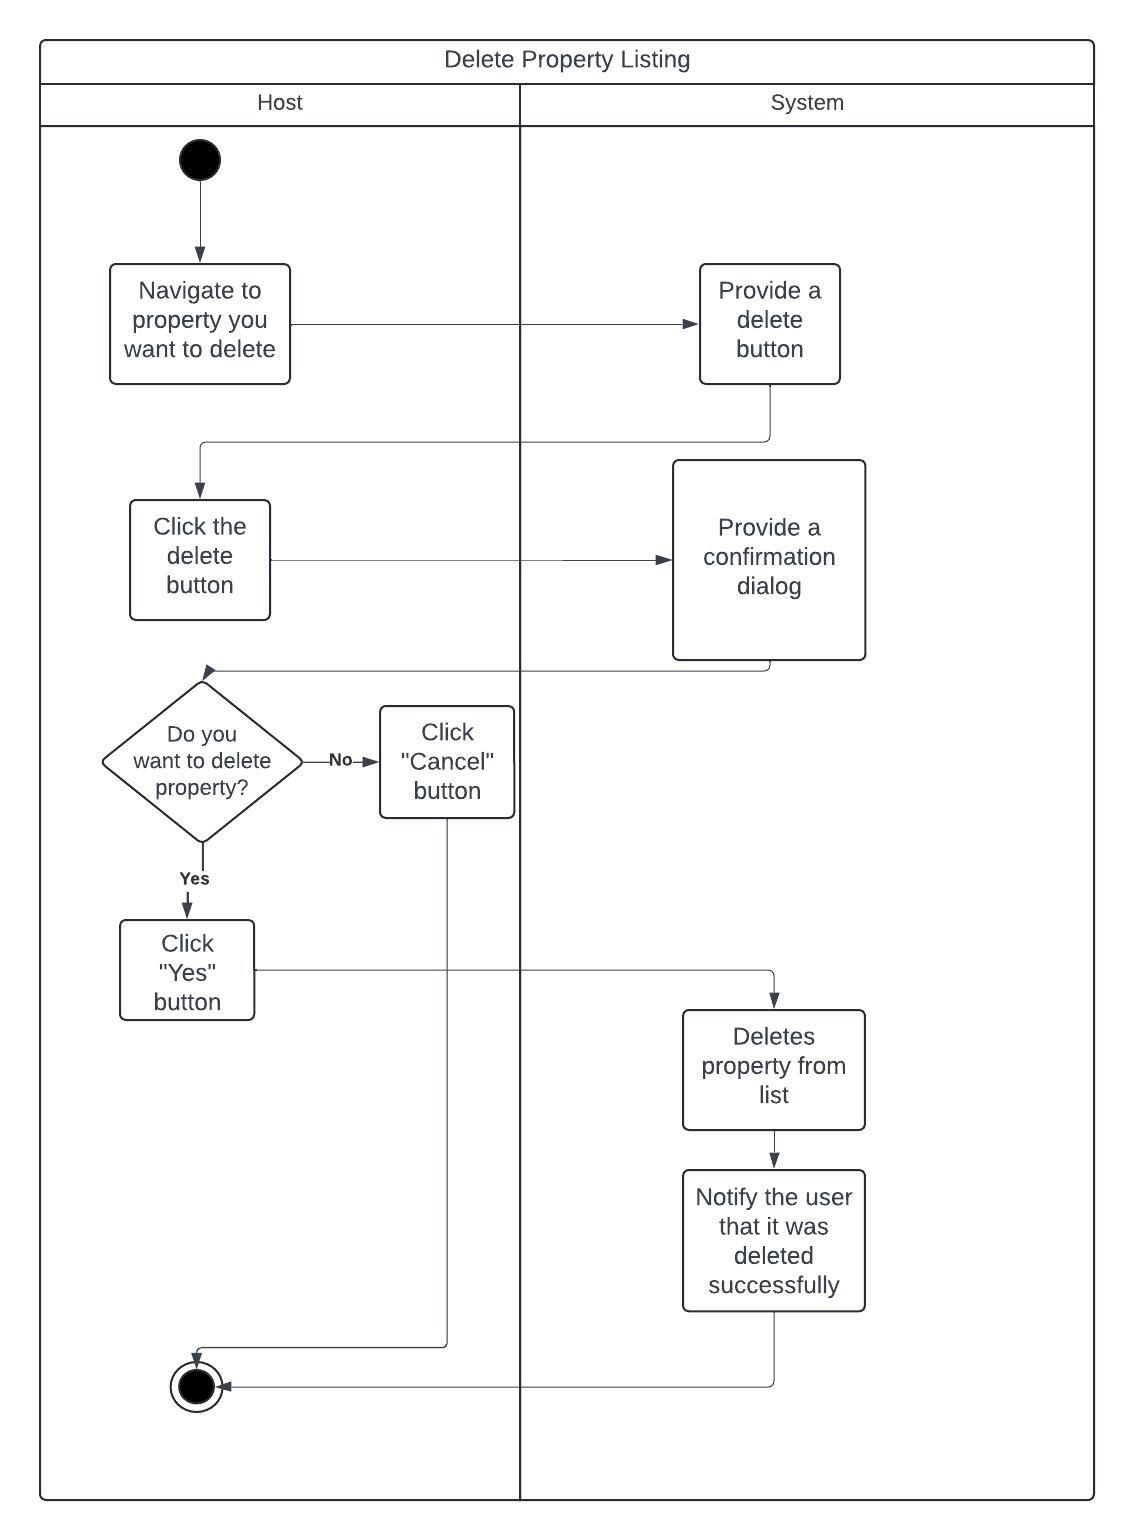 Delete Property Listing
Host
System
Navigate to
property you
want to delete
Provide a
delete
button
Click the
delete
button
Provide a
confirmation
dialog
Do you
want to delete
property?
No
Click
"Cancel"
button
Yes
Click
"Yes"
button
Deletes
property from
list
Notify the user
that it was
deleted
successfully